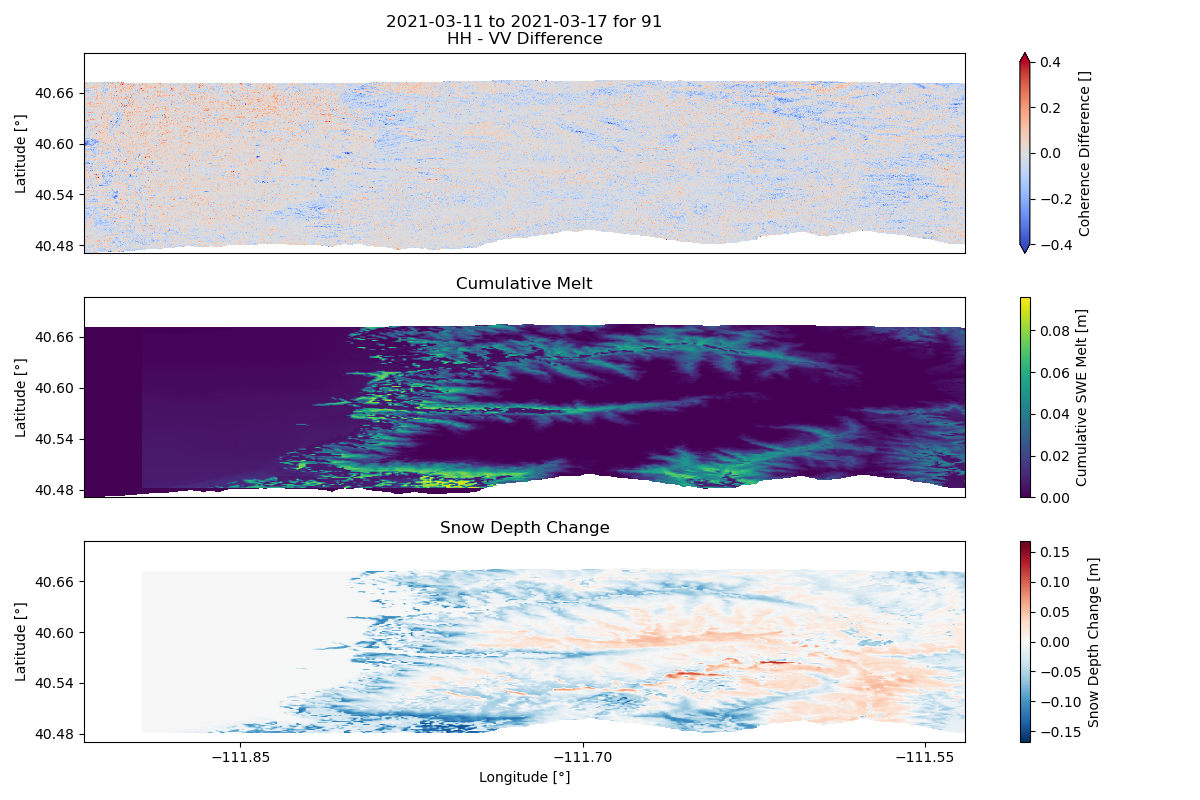 2021-03-11 to 2021-03-17 for 91
HH - VV Difference
40.66
40.60
40.54
40.48
Latitude [°]
0.4
0.2
0.0
−0.2
−0.4
Coherence Difference []
Cumulative Melt
40.66
40.60
40.54
40.48
Latitude [°]
0.08
0.06
0.04
0.02
0.00
Cumulative SWE Melt [m]
Snow Depth Change
40.66
40.60
40.54
40.48
Latitude [°]
0.15
0.10
0.05
0.00
−0.05
−0.10
−0.15
Snow Depth Change [m]
−111.85
−111.70
−111.55
Longitude [°]